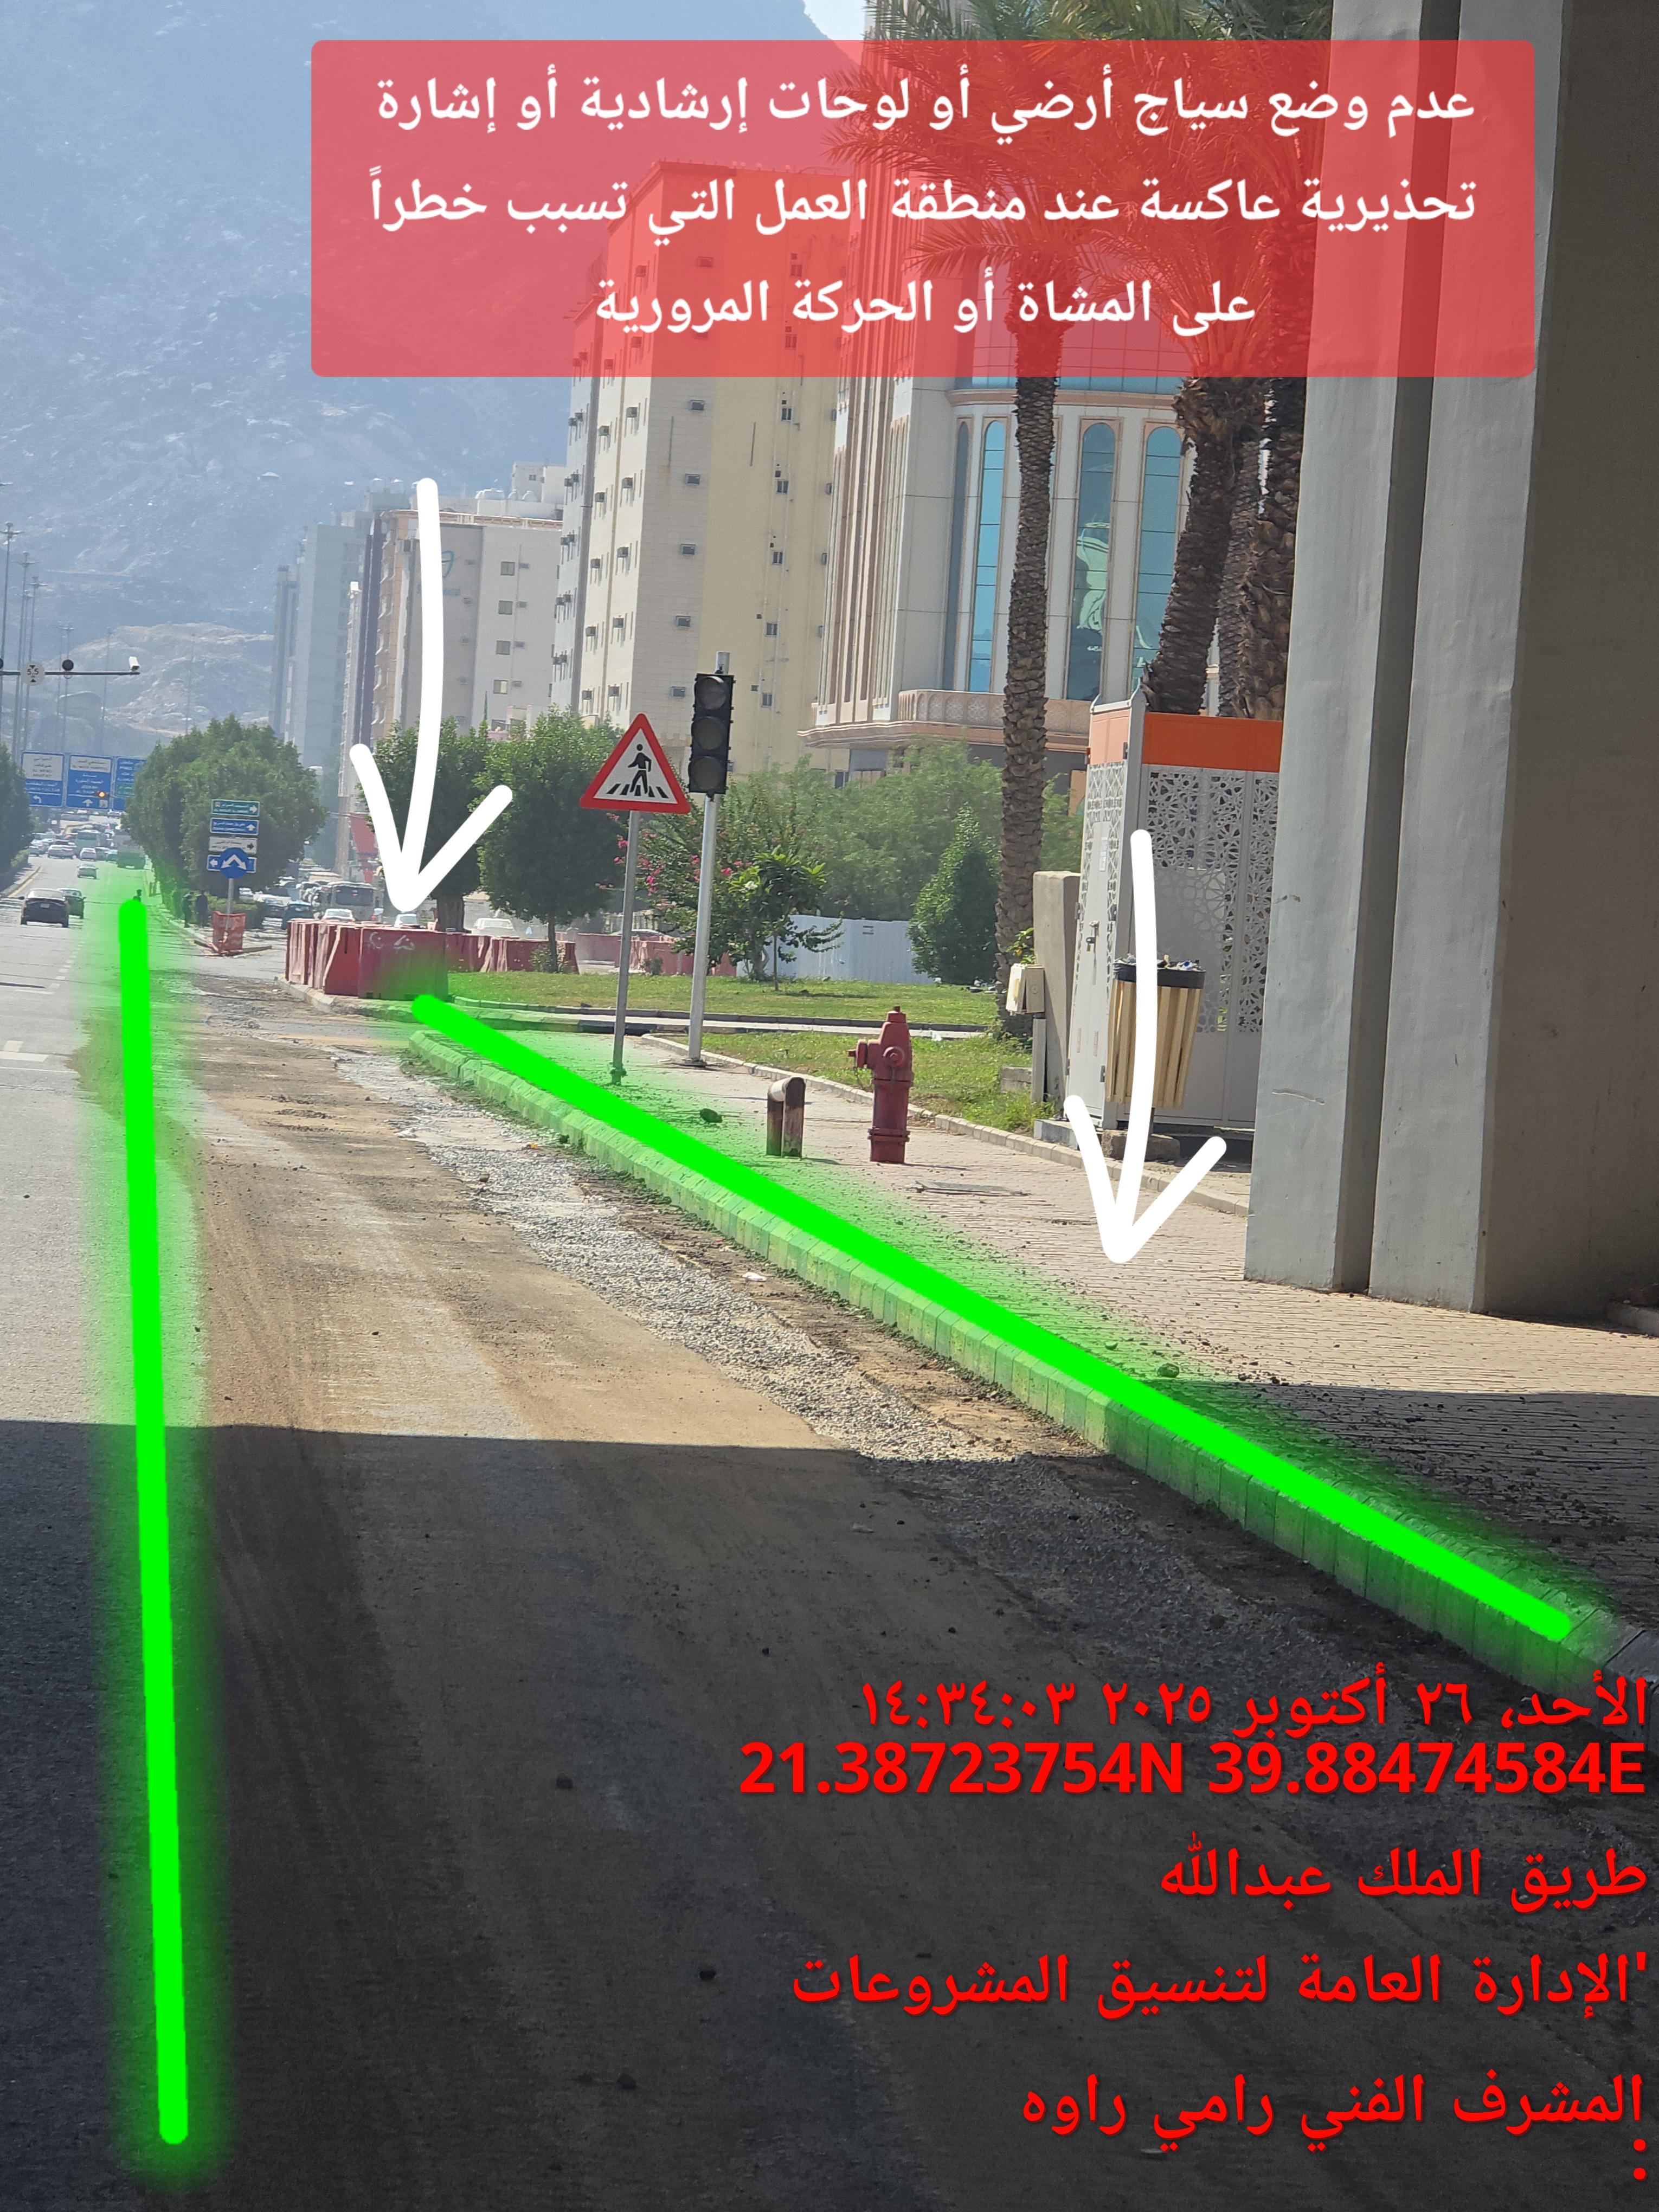 عدم وضع سياج أرضي أو لوحات إرشادية أو إشارة
تحذيرية عاكسة عند منطقة العمل التي تسبب خطراً
على المشاة أو الحركة المرورية
الأحد، ٢٦ أكتوبر ٢٠٢٥ ١٤:٣٤:٠٣
21.38723754N 39.88474584E
طريق الملك عبدالله
'الإدارة العامة لتنسيق المشروعات
المشرف الفني رامي راوه
: